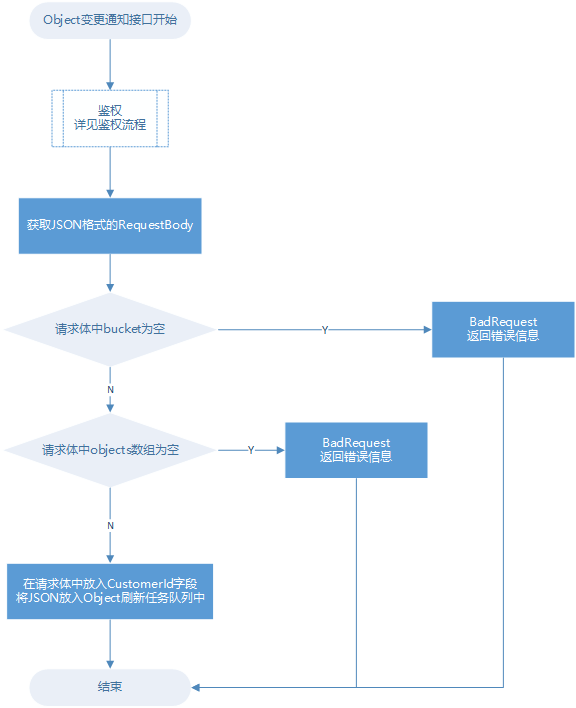 Object变更通知接口开始
鉴权
详见鉴权流程
获取JSON格式的RequestBody
请求体中bucket为空
Y
BadRequest
返回错误信息
N
请求体中objects数组为空
Y
BadRequest
返回错误信息
N
在请求体中放入CustomerId字段
将JSON放入Object刷新任务队列中
结束